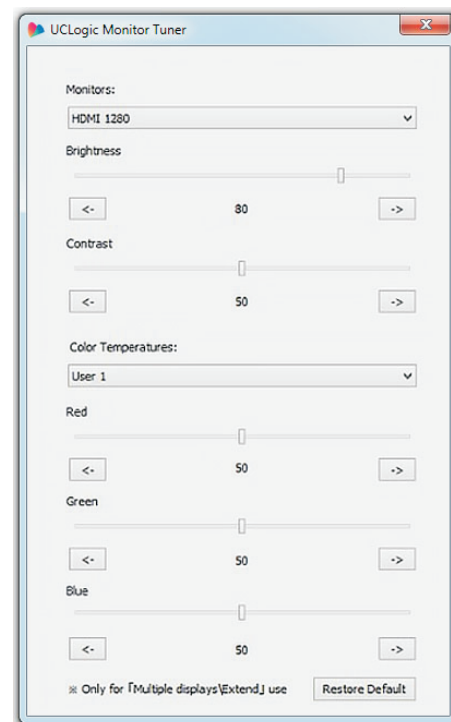 UCLogic Monitor Tuner
Monitors:
HDMI 1280
Brightness
<- 80 ->
Contrast
<- 50 ->
Color Temperatures:
User 1
Red
<- 50 ->
Green
<- 50 ->
Blue
<- 50 ->
※ Only for「Multiple displays\Extend」use Restore Default